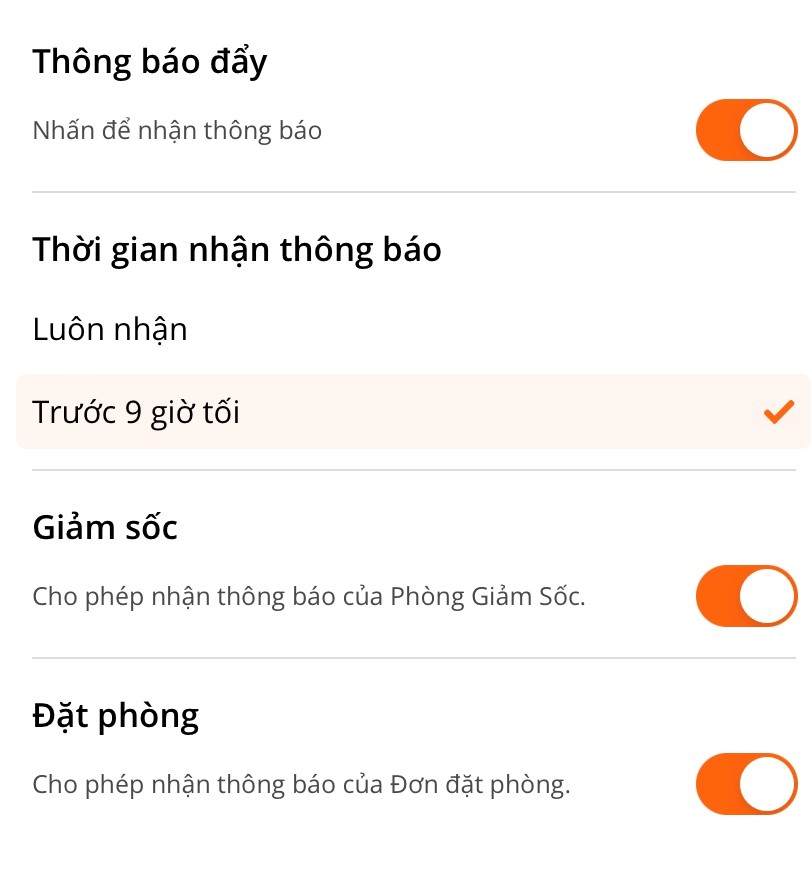 Thông báo đẩy
Nhấn để nhận thông báo
Thời gian nhận thông báo
Luôn nhận
Trước 9 giờ tối
Giảm sốc
Cho phép nhận thông báo của Phòng Giảm Sốc.
Đặt phòng
Cho phép nhận thông báo của Đơn đặt phòng.